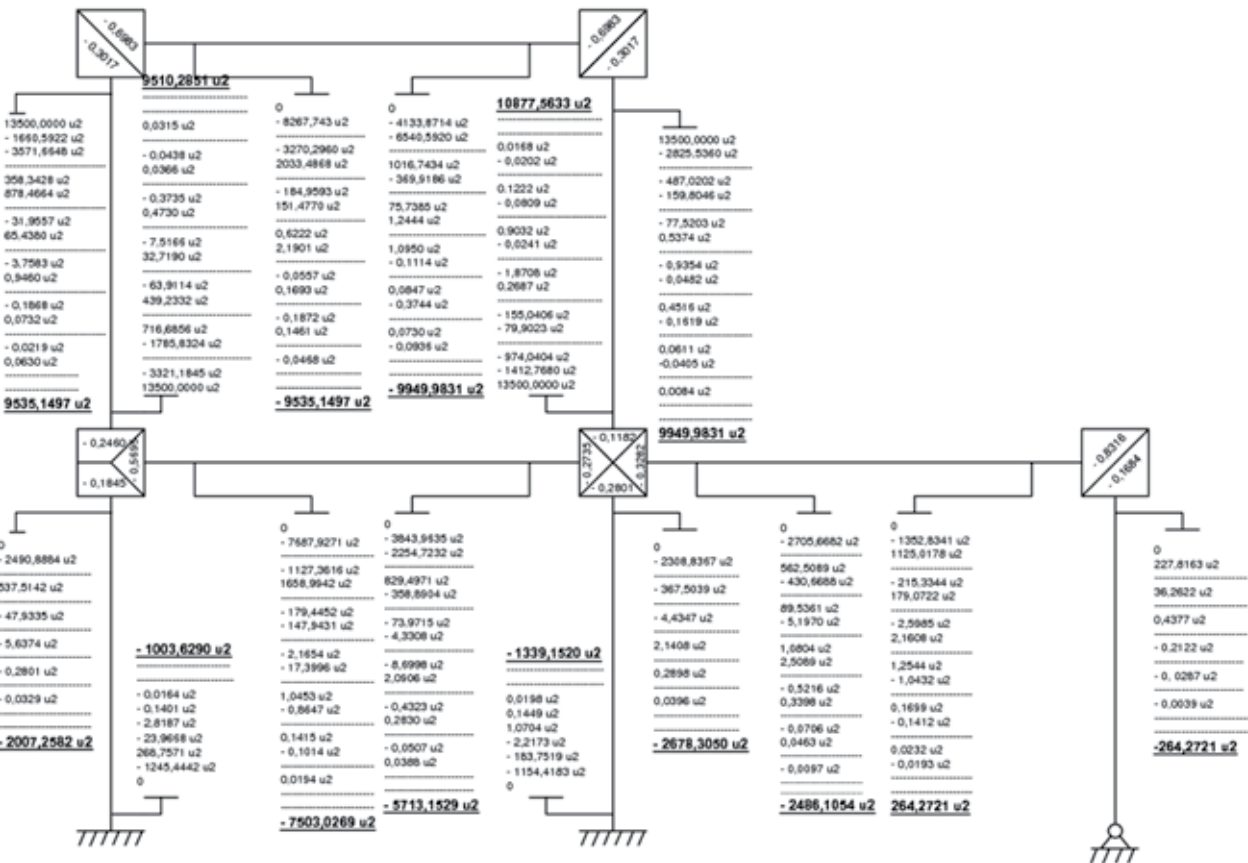 - 0,6983
- 0,3017
- 0,6983
- 0,3017
13500,0000 u2
- 1660,5922 u2
- 3571,6648 u2
358,3428 u2
878,4664 u2
- 31,9557 u2
65,4380 u2
- 3,7583 u2
0,9460 u2
- 0,1868 u2
0,0732 u2
- 0,0219 u2
0,0630 u2
9535,1497 u2
9510,2851 u2
0,0315 u2
- 0,0438 u2
0,0366 u2
- 0,3735 u2
0,4730 u2
- 7,5166 u2
32,7190 u2
- 63,9114 u2
439,2332 u2
716,6856 u2
- 1785,8324 u2
- 3321,1845 u2
13500,0000 u2
0
- 8267,743 u2
- 3270,2960 u2
2033,4868 u2
- 184,9593 u2
151,4770 u2
0,6222 u2
2,1901 u2
- 0,0557 u2
0,1693 u2
- 0,1872 u2
0,1461 u2
- 0,0468 u2
- 9535,1497 u2
0
- 4133,8714 u2
- 6540,5920 u2
1016,7434 u2
- 369,9186 u2
75,7385 u2
1,2444 u2
1,0950 u2
- 0,1114 u2
0,0847 u2
- 0,3744 u2
0,0730 u2
- 0,0936 u2
- 9949,9831 u2
10877,5633 u2
0,0168 u2
- 0,0202 u2
0,1222 u2
- 0,0809 u2
0,9032 u2
- 0,0241 u2
- 1,8708 u2
0,2687 u2
- 155,0406 u2
- 79,9023 u2
- 974,0404 u2
- 1412,7680 u2
13500,0000 u2
13500,0000 u2
- 2825,5360 u2
- 487,0202 u2
- 159,8046 u2
- 77,5203 u2
0,5374 u2
- 0,9354 u2
- 0,0482 u2
0,4516 u2
- 0,1619 u2
0,0611 u2
-0,0405 u2
0,0084 u2
9949,9831 u2
- 0,2460
- 0,1845
- 0,1182
- 0,2735
- 0,3282
- 0,2801
- 0,8316
- 0,1684
0
- 2490,8884 u2
537,5142 u2
- 47,9335 u2
- 5,6374 u2
- 0,2801 u2
- 0,0329 u2
- 2007,2582 u2
- 1003,6290 u2
- 0,0164 u2
- 0,1401 u2
- 2,8187 u2
- 23,9668 u2
268,7571 u2
- 1245,4442 u2
0
0
- 7687,9271 u2
- 1127,3616 u2
1658,9942 u2
- 179,4452 u2
- 147,9431 u2
- 2,1654 u2
- 17,3996 u2
1,0453 u2
- 0,8647 u2
0,1415 u2
- 0,1014 u2
0,0194 u2
- 7503,0269 u2
0
- 3843,9635 u2
- 2254,7232 u2
829,4971 u2
- 358,8904 u2
- 73,9715 u2
- 4,3308 u2
- 8,6998 u2
2,0906 u2
- 0,4323 u2
0,2830 u2
- 0,0507 u2
0,0388 u2
- 5713,1529 u2
- 1339,1520 u2
0,0198 u2
0,1449 u2
1,0704 u2
- 2,2173 u2
- 183,7519 u2
- 1154,4183 u2
0
0
- 2308,8367 u2
- 367,5039 u2
- 4,4347 u2
2,1408 u2
0,2898 u2
0,0396 u2
- 2678,3050 u2
0
- 2705,6682 u2
562,5089 u2
- 430,6688 u2
89,5361 u2
- 5,1970 u2
1,0804 u2
2,5089 u2
- 0,5216 u2
0,3398 u2
- 0,0706 u2
0,0463 u2
- 0,0097 u2
- 2486,1054 u2
0
- 1352,8341 u2
1125,0178 u2
- 215,3344 u2
179,0722 u2
- 2,5985 u2
2,1608 u2
1,2544 u2
- 1,0432 u2
0,1699 u2
- 0,1412 u2
0,0232 u2
- 0,0193 u2
264,2721 u2
0
227,8163 u2
36,2622 u2
0,4377 u2
- 0,2122 u2
- 0, 0287 u2
- 0,0039 u2
-264,2721 u2